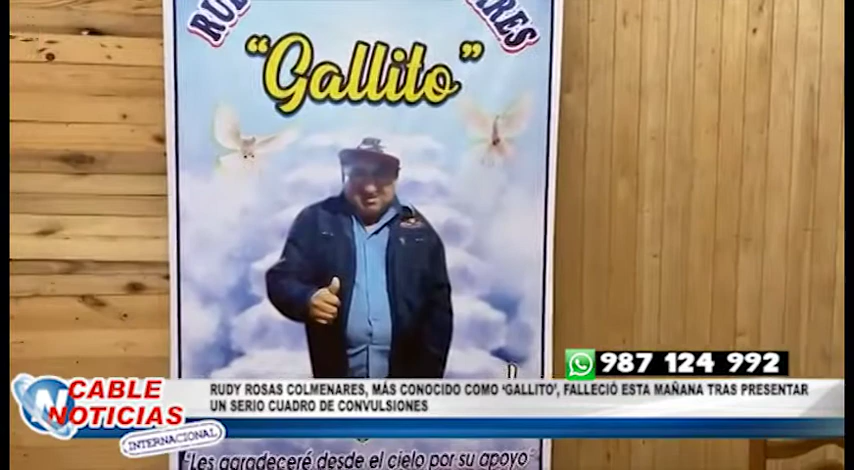 "Gallito"
987 124 992
CABLE
NOTICIAS
INTERNACIONAL
RUDY ROSAS COLMENARES, MÁS CONOCIDO COMO 'GALLITO', FALLECIÓ ESTA MAÑANA TRAS PRESENTAR
UN SERIO CUADRO DE CONVULSIONES
"Les agradeceré desde el cielo por su apoyo"